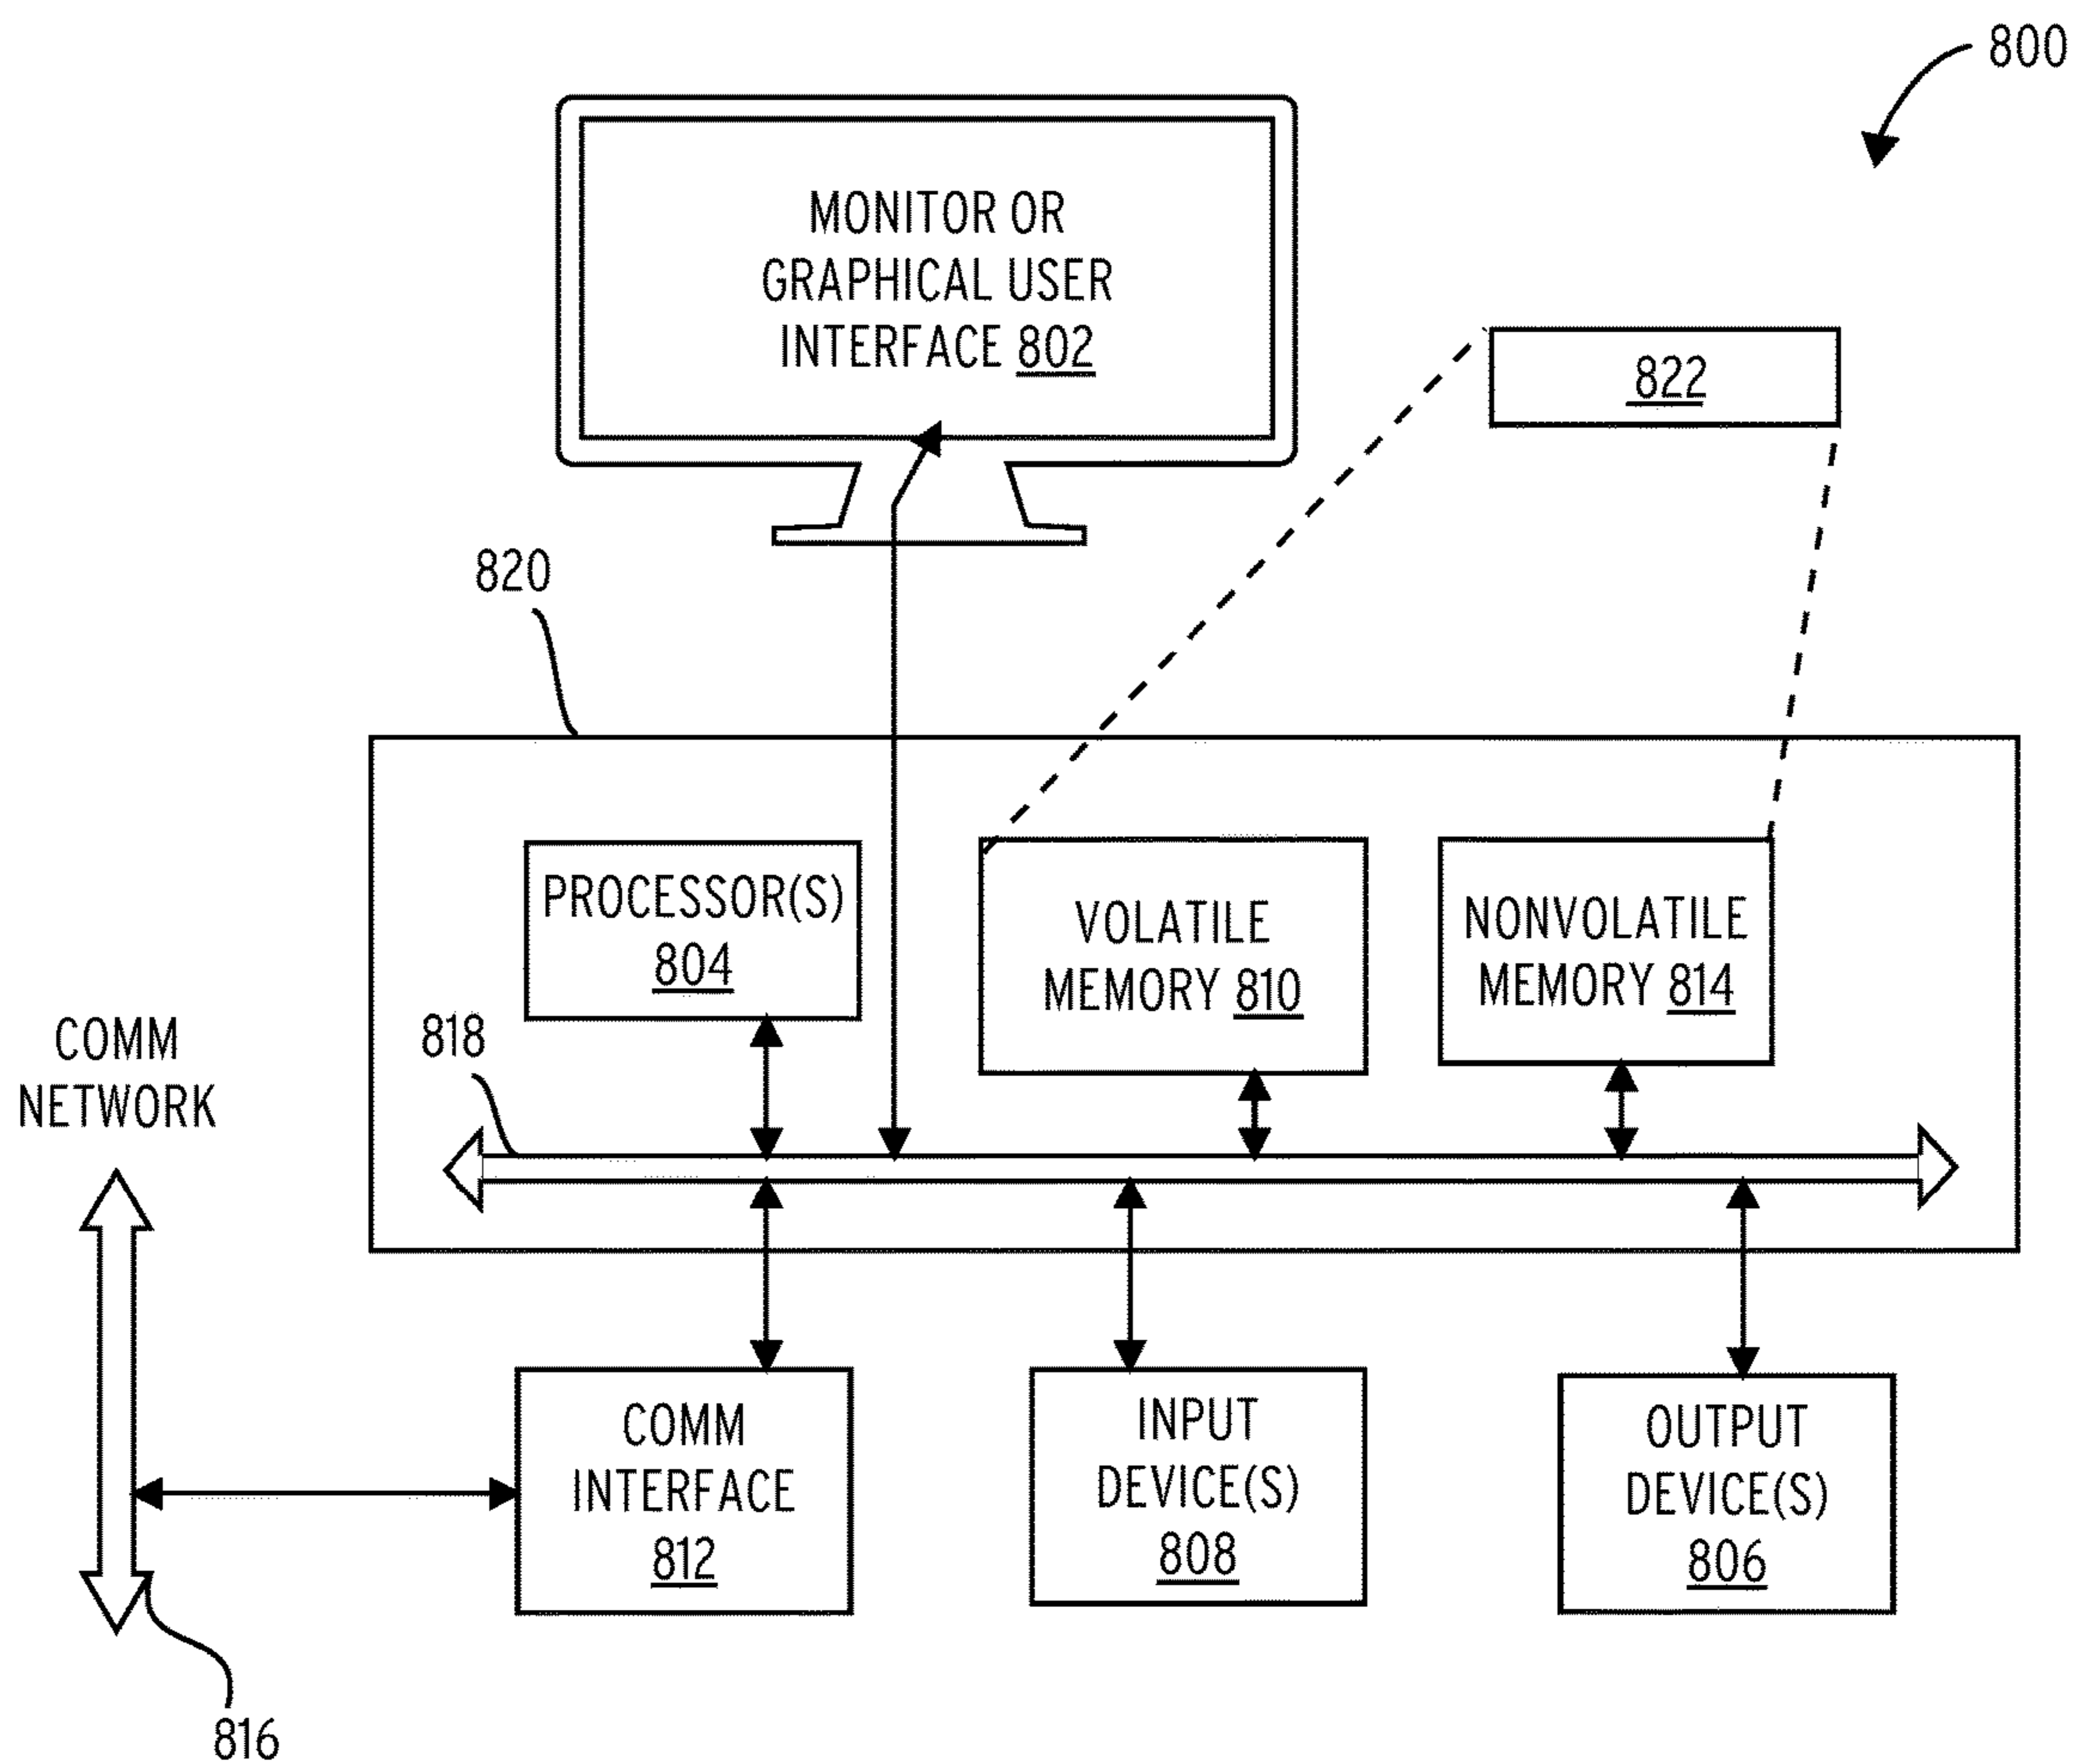 800
MONITOR OR
GRAPHICAL USER
INTERFACE 802
822
820
PROCESSOR(S)
804
VOLATILE
MEMORY 810
NONVOLATILE
MEMORY 814
818
COMM
NETWORK
COMM
INTERFACE
812
INPUT
DEVICE(S)
808
OUTPUT
DEVICE(S)
806
816